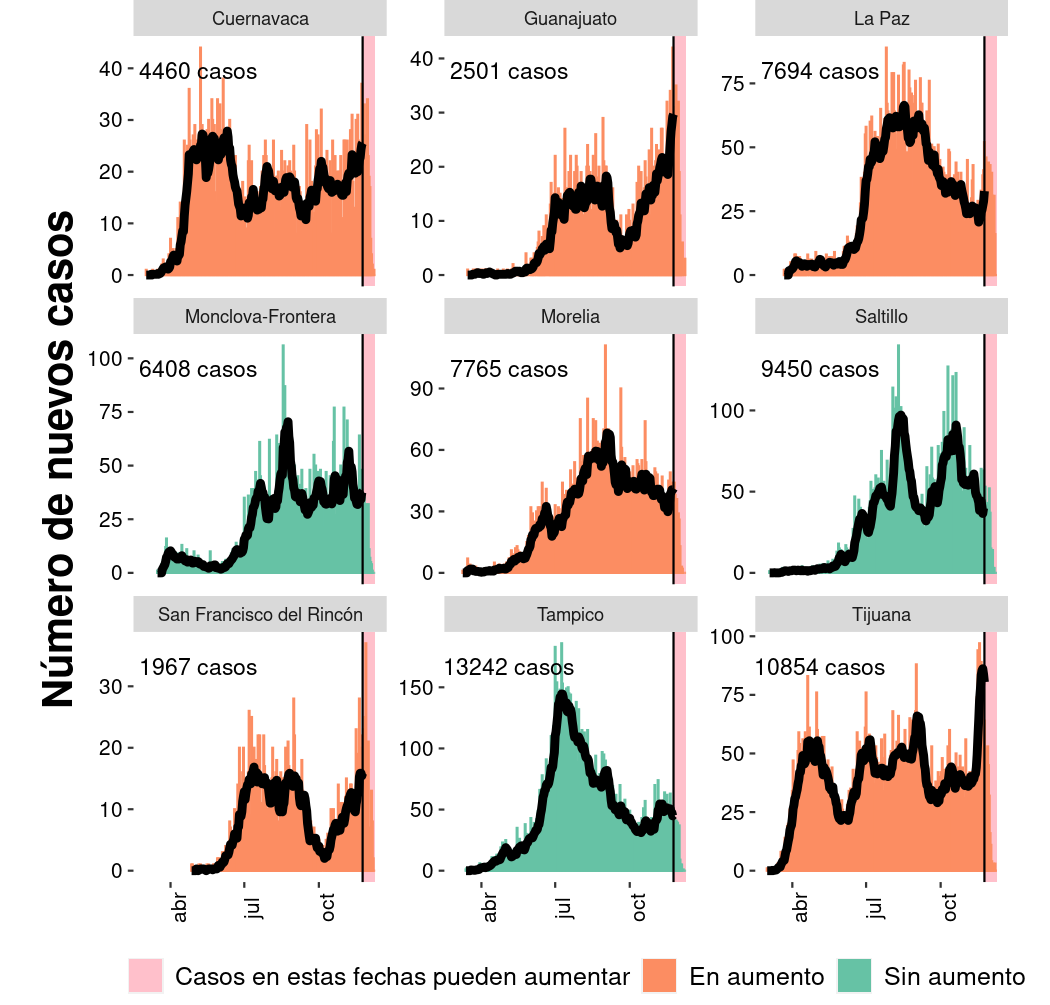 Cuernavaca
Guanajuato
La Paz
4460 casos
2501 casos
7694 casos
40
30
20
10
0
40
30
20
10
0
75
50
25
0
Número de nuevos casos
Monclova-Frontera
Morelia
Saltillo
6408 casos
7765 casos
9450 casos
100
75
50
25
0
90
60
30
0
100
50
0
San Francisco del Rincón
Tampico
Tijuana
1967 casos
13242 casos
10854 casos
30
20
10
0
150
100
50
0
100
75
50
25
0
abr
jul
oct
abr
jul
oct
abr
jul
oct
Casos en estas fechas pueden aumentar
En aumento
Sin aumento